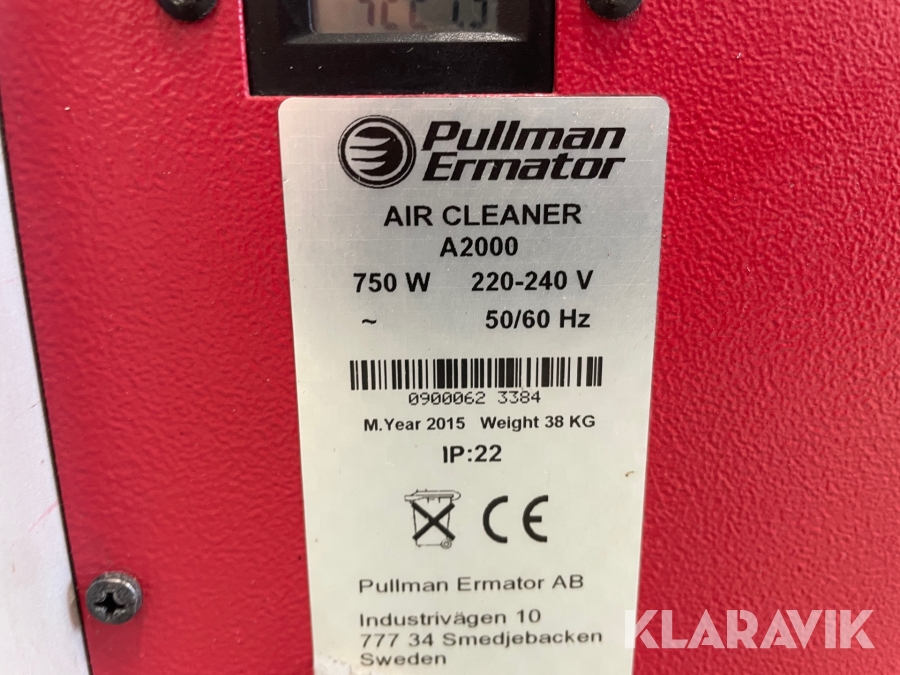 Pullman
Ermator
AIR CLEANER
A2000
750 W 220-240 V
~ 50/60 Hz
0900062 3384
M.Year 2015 Weight 38 KG
IP:22
CE
Pullman Ermator AB
Industrivägen 10
777 34 Smedjebacken
Sweden
KLARAVIK